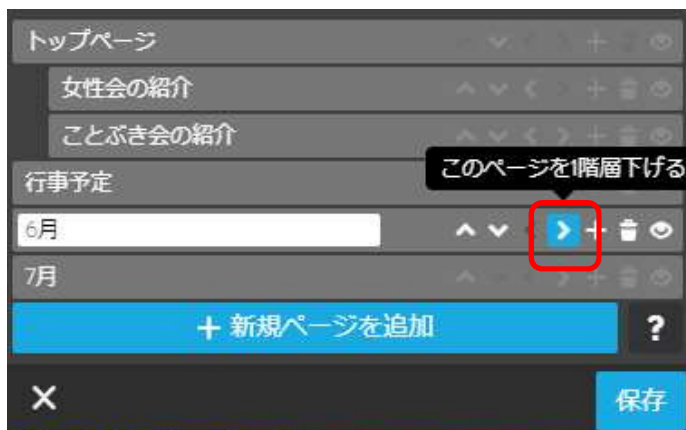 トップページ
女性会の紹介
ことぶき会の紹介
このページを1階層下げる
行事予定
6月
7月
+ 新規ページを追加
?
× 保存